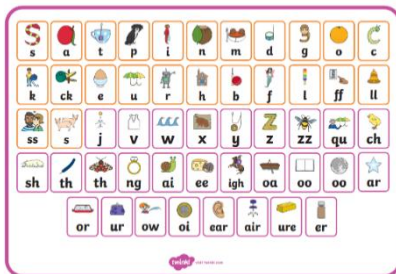 s a t p i n m d g o c
k ck e u r h b f l ff ll
ss s j v w x y z zz qu ch
sh th th ng ai ee igh oa oo oo ar
or ur ow oi ear air ure er
twinkl